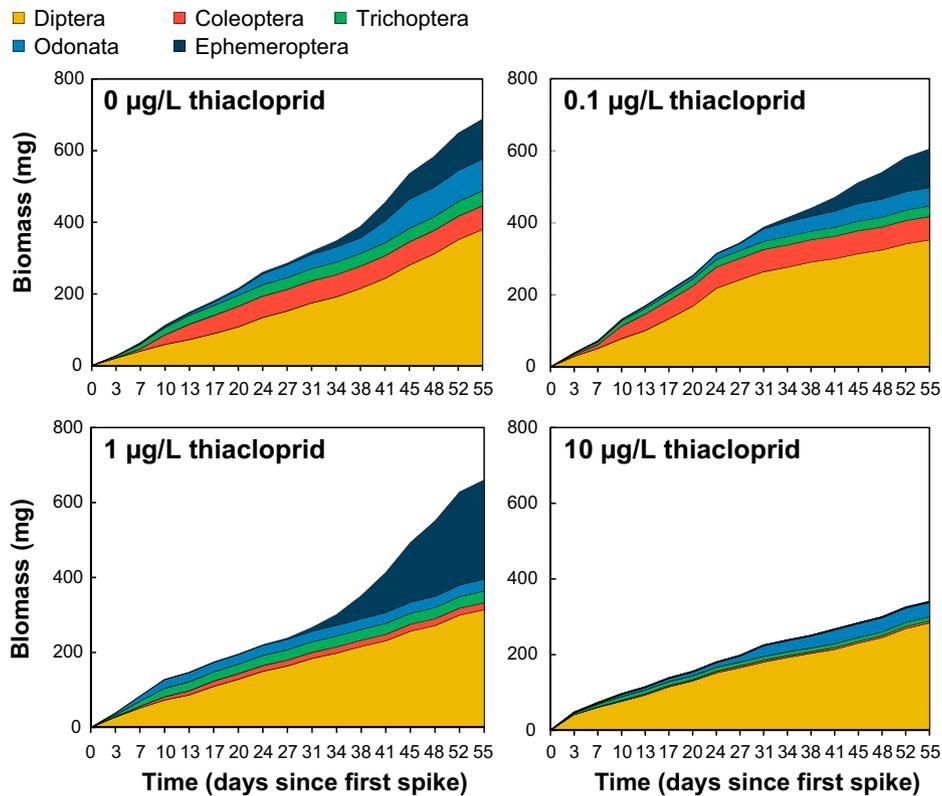 Diptera Coleoptera Trichoptera
Odonata Ephemeroptera
0 µg/L thiacloprid
Biomass (mg)
800
600
400
200
0
0 3 7 10 13 17 20 24 27 31 34 38 41 45 48 52 55
0.1 µg/L thiacloprid
800
600
400
200
0
0 3 7 10 13 17 20 24 27 31 34 38 41 45 48 52 55
1 µg/L thiacloprid
BIomass (mg)
800
600
400
200
0
0 3 7 10 13 17 20 24 27 31 34 38 41 45 48 52 55
Time (days since first spike)
10 µg/L thiacloprid
800
600
400
200
0
0 3 7 10 13 17 20 24 27 31 34 38 41 45 48 52 55
Time (days since first spike)